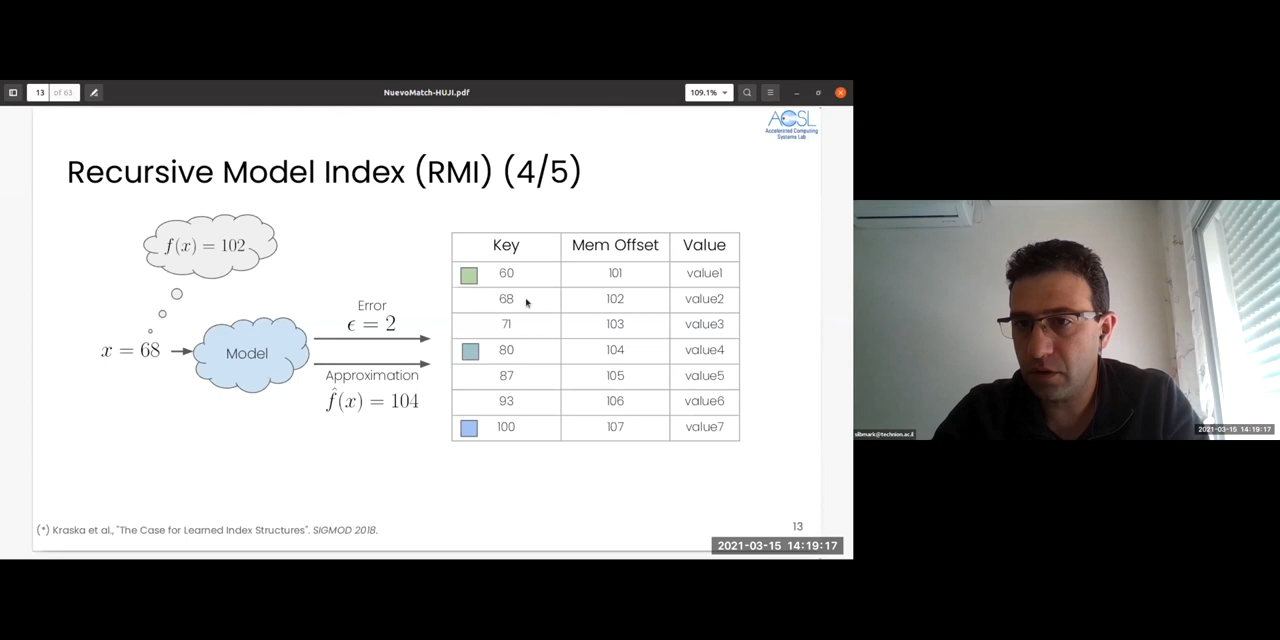 13 of 63
NuevoMatch-HUJI.pdf
109.1%
ACSL
Accelerated Computing
Systems Lab
Recursive Model Index (RMI) (4/5)
f(x) = 102
x = 68
Model
Error
ϵ = 2
Approximation
f̂(x) = 104
Key Mem Offset Value
60 101 value1
68 102 value2
71 103 value3
80 104 value4
87 105 value5
93 106 value6
100 107 value7
(*) Kraska et al., "The Case for Learned Index Structures". SIGMOD 2018.
13
2021-03-15 14:19:17
2021-03-15 14:19:17